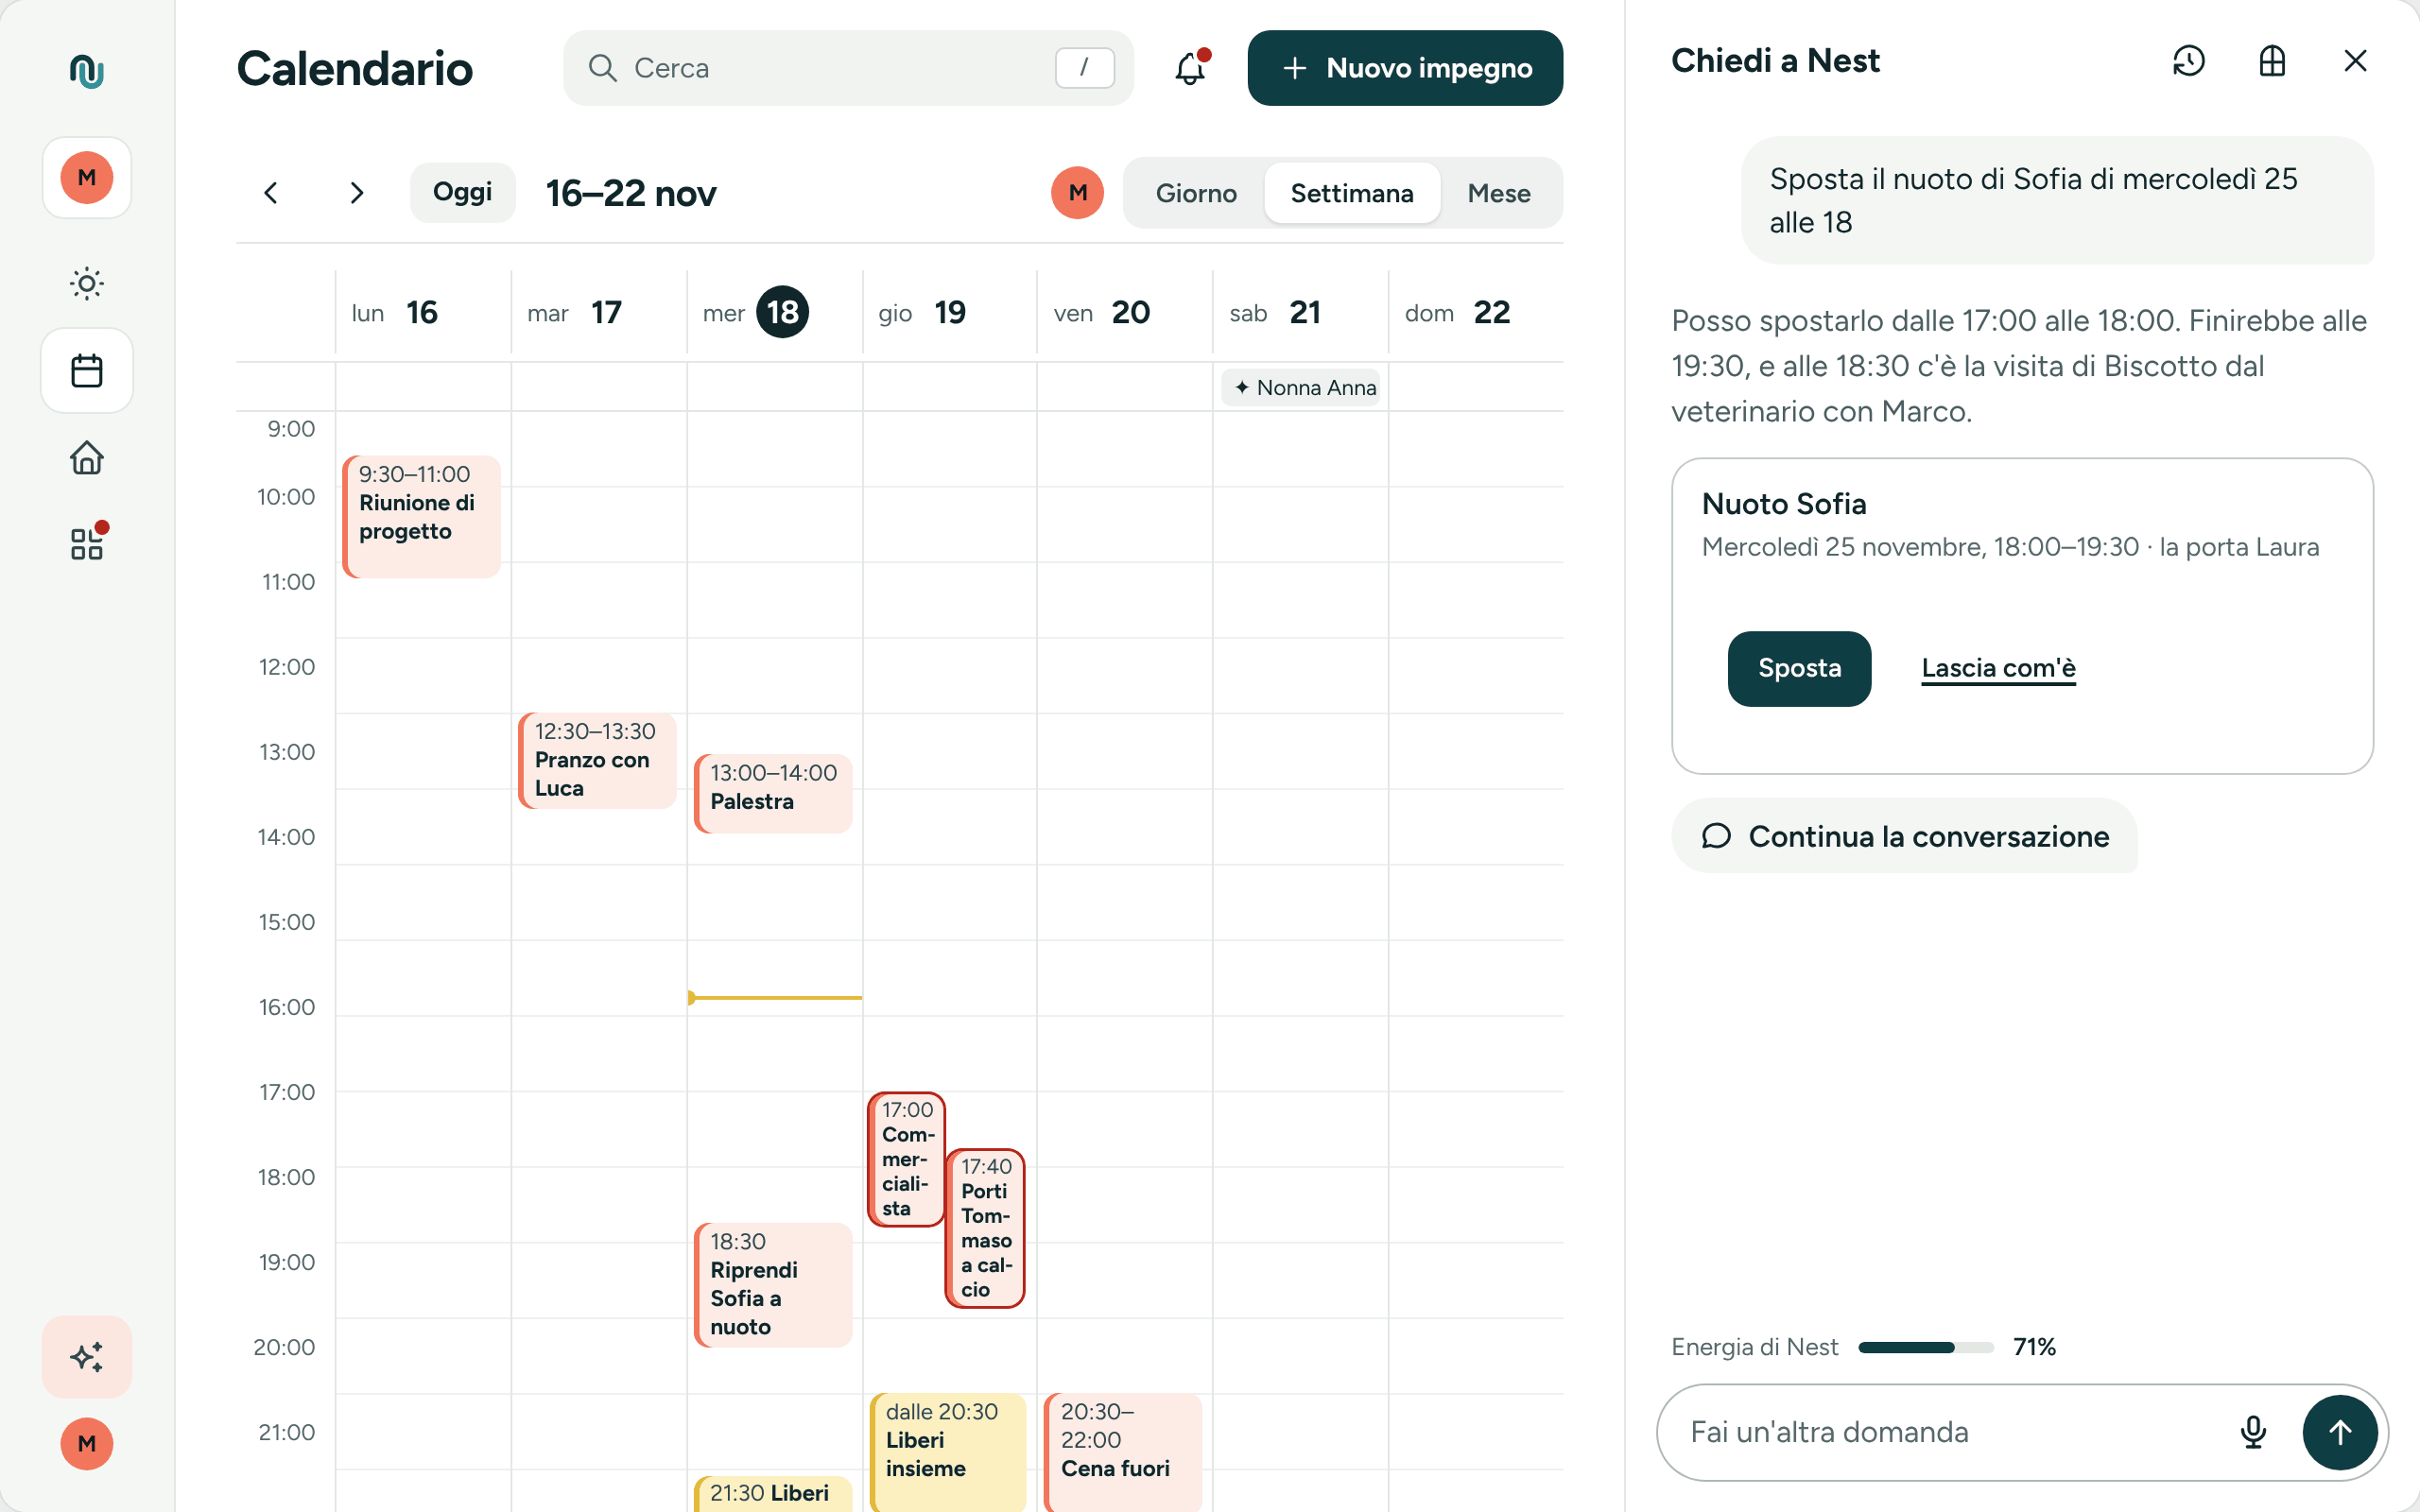 Calendario
Cerca
/
Nuovo impegno
M
Oggi
16–22 nov
M
Giorno
Settimana
Mese
lun 16
mar 17
mer 18
gio 19
ven 20
sab 21
dom 22
✦ Nonna Anna
9:00
10:00
11:00
12:00
13:00
14:00
15:00
16:00
17:00
18:00
19:00
20:00
21:00
9:30–11:00
Riunione di
progetto
12:30–13:30
Pranzo con
Luca
13:00–14:00
Palestra
18:30
Riprendi
Sofia a
nuoto
21:30 Liberi
17:00
Com-
mer-
ciali-
sta
17:40
Porti
Tom-
maso
a cal-
cio
dalle 20:30
Liberi
insieme
20:30–
22:00
Cena fuori
M
Chiedi a Nest
Sposta il nuoto di Sofia di mercoledì 25
alle 18
Posso spostarlo dalle 17:00 alle 18:00. Finirebbe alle
19:30, e alle 18:30 c'è la visita di Biscotto dal
veterinario con Marco.
Nuoto Sofia
Mercoledì 25 novembre, 18:00–19:30 · la porta Laura
Sposta
Lascia com'è
Continua la conversazione
Energia di Nest
71%
Fai un'altra domanda